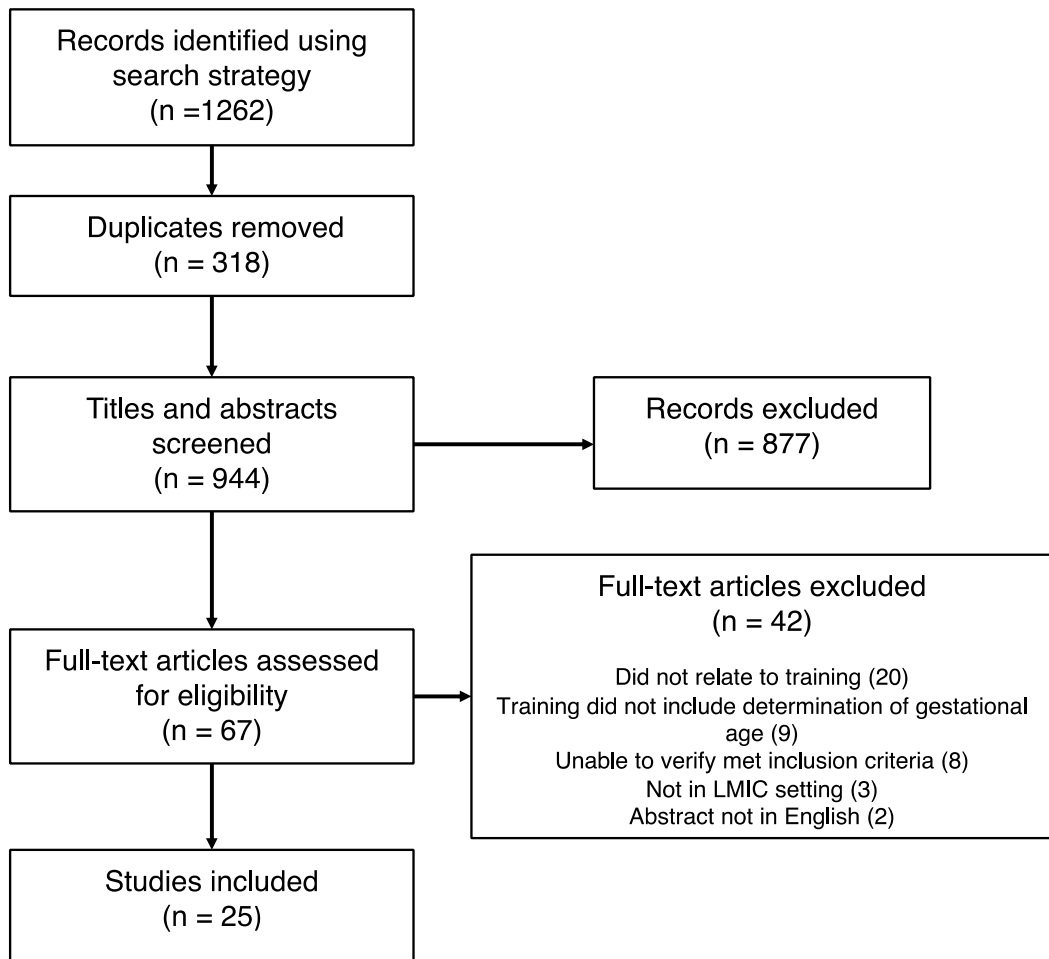 Records identified using
search strategy
(n =1262)
Duplicates removed
(n = 318)
Titles and abstracts
screened
(n = 944)
Records excluded
(n = 877)
Full-text articles assessed
for eligibility
(n = 67)
Full-text articles excluded
(n = 42)
Did not relate to training (20)
Training did not include determination of gestational
age (9)
Unable to verify met inclusion criteria (8)
Not in LMIC setting (3)
Abstract not in English (2)
Studies included
(n = 25)